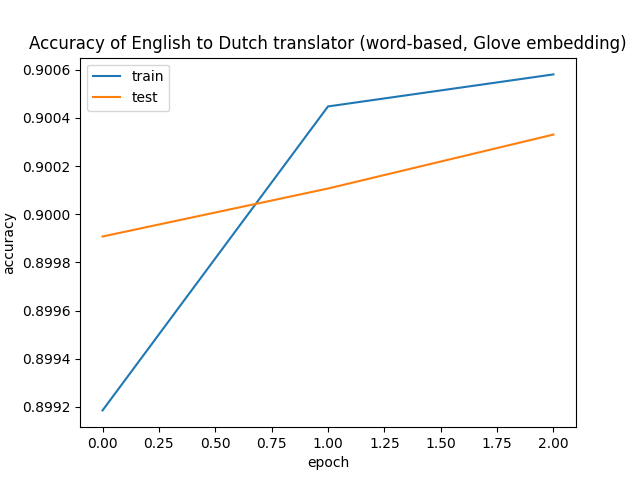 Accuracy of English to Dutch translator (word-based, Glove embedding)
train
test
0.9006
0.9004
0.9002
0.9000
0.8998
0.8996
0.8994
0.8992
accuracy
0.00 0.25 0.50 0.75 1.00 1.25 1.50 1.75 2.00
epoch